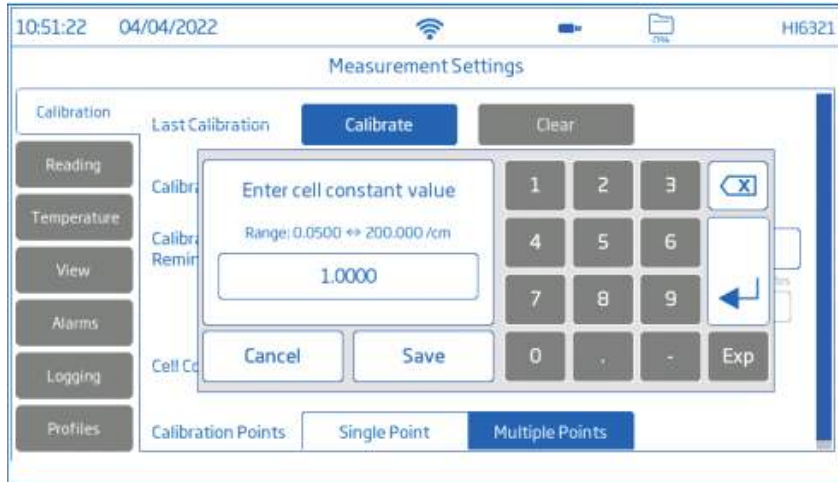 10:51:22 04/04/2022 HI6321
Measurement Settings
Calibration
Last Calibration Calibrate Clear
Reading
Calibra
Enter cell constant value
1 2 3 X
Temperature
Range: 0.0500 ⇔ 200.000 /cm
Calibra
Remin
4 5 6
View
1.0000
7 8 9
Alarms
Cell Co
Cancel Save
0 . - Exp
Logging
Profiles
Calibration Points Single Point Multiple Points